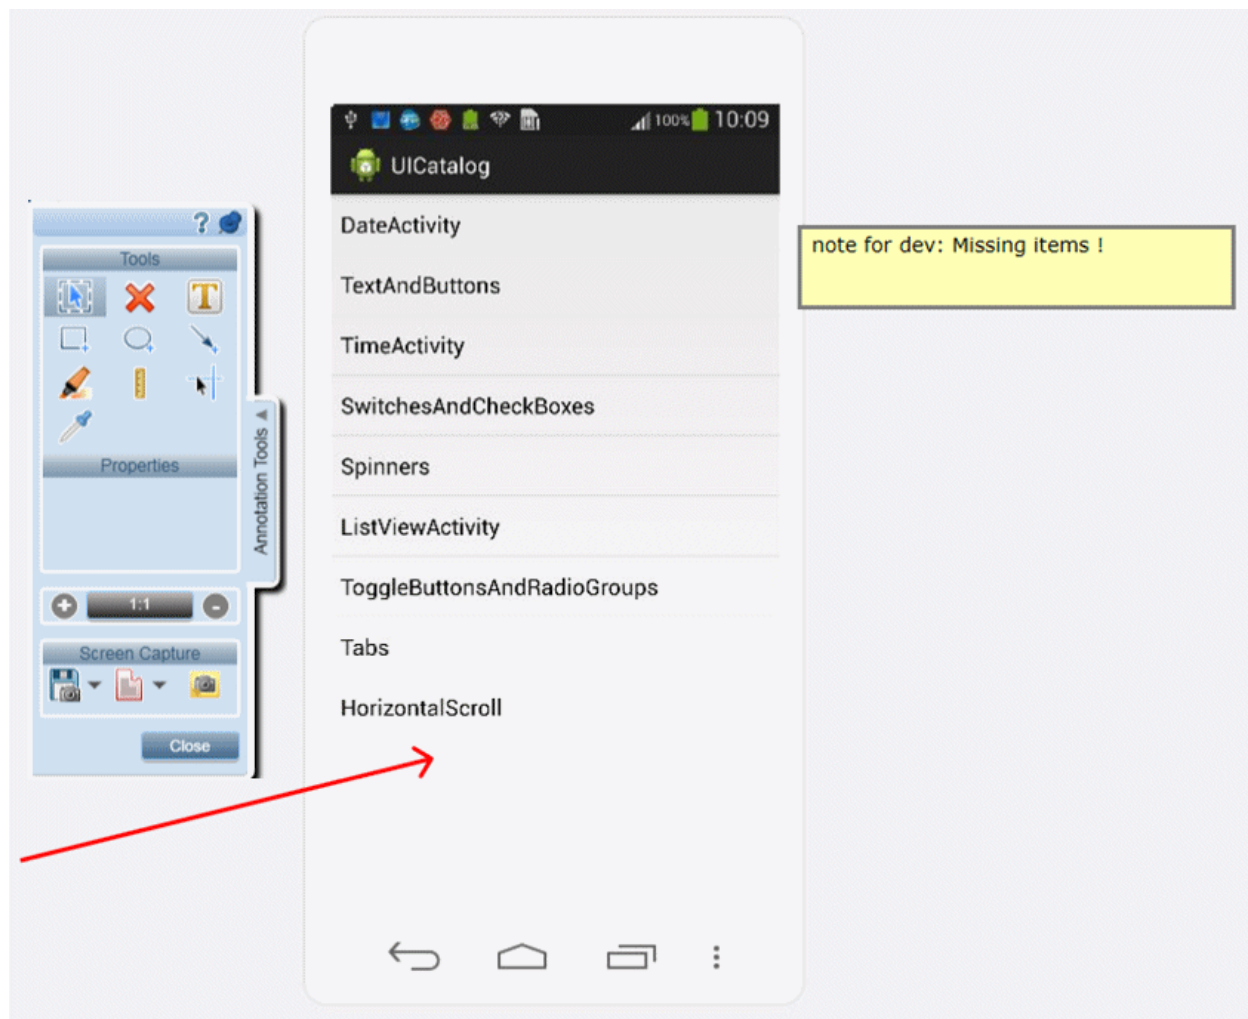 100% 10:09
UICatalog
?
Tools
T
Properties
Annotation Tools
1:1
Screen Capture
Close
DateActivity
TextAndButtons
TimeActivity
SwitchesAndCheckBoxes
Spinners
ListViewActivity
ToggleButtonsAndRadioGroups
Tabs
HorizontalScroll
note for dev: Missing items !